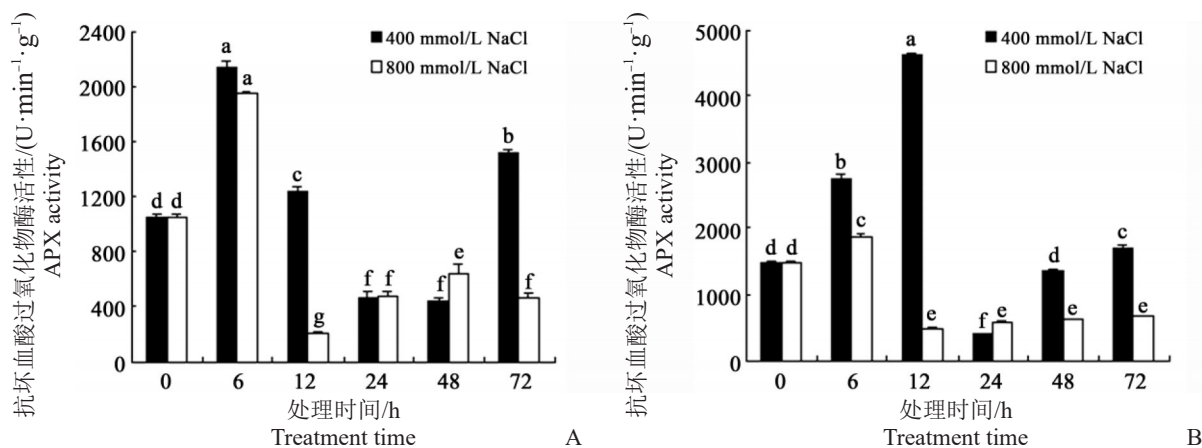 抗坏血酸过氧化物酶活性/(U·min⁻¹·g⁻¹)
APX activity
2400
2000
1600
1200
800
400
0
400 mmol/L NaCl
800 mmol/L NaCl
d d
a
a
c
g
f f
f
e
b
f
0 6 12 24 48 72
处理时间/h
Treatment time
A
抗坏血酸过氧化物酶活性/(U·min⁻¹·g⁻¹)
APX activity
5000
4000
3000
2000
1000
0
400 mmol/L NaCl
800 mmol/L NaCl
d d
b
c
a
e
f
e
d
e
c
e
0 6 12 24 48 72
处理时间/h
Treatment time
B